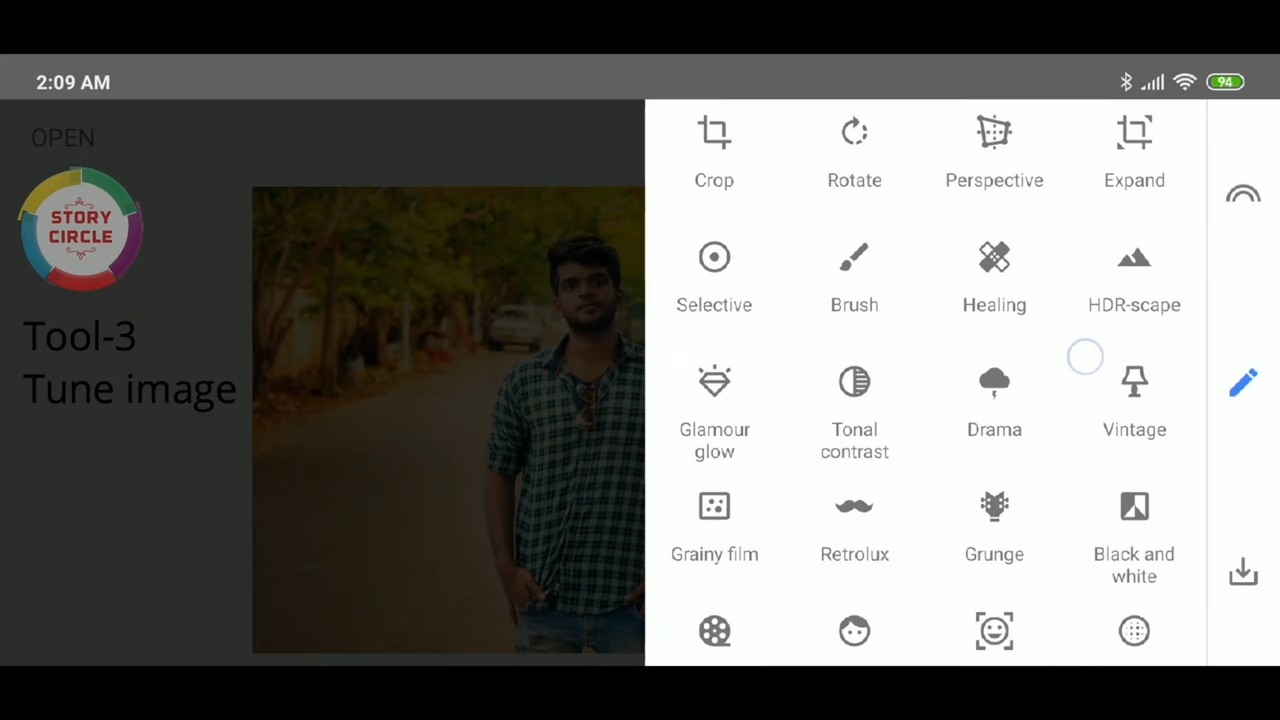 2:09 AM
94
OPEN
STORY
CIRCLE
Tool-3
Tune image
Crop
Rotate
Perspective
Expand
Selective
Brush
Healing
HDR-scape
Glamour
glow
Tonal
contrast
Drama
Vintage
Grainy film
Retrolux
Grunge
Black and
white